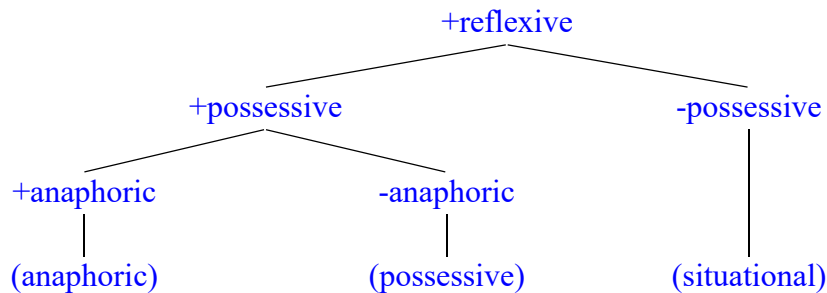 +reflexive
+possessive -possessive
+anaphoric -anaphoric
(anaphoric) (possessive) (situational)